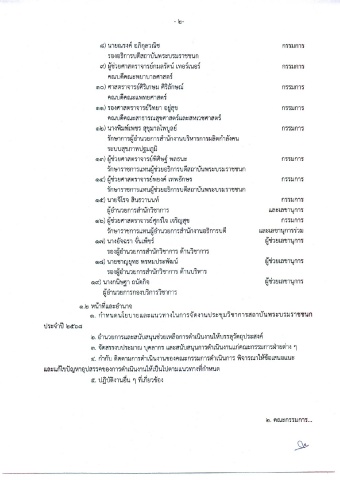 - ๒-
๘) นายณรงค์ อภิกุลวณิช กรรมการ
รองอธิการบดีสถาบันพระบรมราชชนก
๙) ผู้ช่วยศาสตราจารย์กมลรัตน์ เทอร์เนอร์ กรรมการ
คณบดีคณะพยาบาลศาสตร์
๑๐) ศาสตราจารย์ศิริเกษม ศิริลักษณ์ กรรมการ
คณบดีคณะแพทยศาสตร์
๑๑) รองศาสตราจารย์วิทยา อยู่สุข กรรมการ
คณบดีคณะสาธารณสุขศาสตร์และสหเวชศาสตร์
๑๒) นางพิมพ์เพชร สุขุมาลไพบูลย์ กรรมการ
รักษาการผู้อำนวยการสำนักงานบริหารการผลิตกำลังคน
ระบบสุขภาพปฐมภูมิ
๑๓) ผู้ช่วยศาสตราจารย์พิศิษฐ์ พลธนะ กรรมการ
รักษาราชการแทนผู้ช่วยอธิการบดีสถาบันพระบรมราชชนก
๑๔) ผู้ช่วยศาสตราจารย์พยงค์ เทพอักษร กรรมการ
รักษาราชการแทนผู้ช่วยอธิการบดีสถาบันพระบรมราชชนก
๑๕) นายจีโรจ สินธวานนท์ กรรมการ
ผู้อำนวยการสำนักวิชาการ และเลขานุการ
๑๖) ผู้ช่วยศาสตราจารย์ศุกร์ใจ เจริญสุข กรรมการ
รักษาราชการแทนผู้อำนวยการสำนักงานอธิการบดี และเลขานุการร่วม
๑๗) นางอัจฉรา จั่นเพ็ชร์ ผู้ช่วยเลขานุการ
รองผู้อำนวยการสำนักวิชาการ ด้านวิชาการ
๑๘) นายชาญยุทธ พรหมประพัฒน์ ผู้ช่วยเลขานุการ
รองผู้อำนวยการสำนักวิชาการ ด้านบริหาร
๑๙) นางกนิษฐา ถนัดกิจ ผู้ช่วยเลขานุการ
ผู้อำนวยการกองบริการวิชาการ
๑.๒ หน้าที่และอำนาจ
๑. กำหนดนโยบายและแนวทางในการจัดงานประชุมวิชาการสถาบันพระบรมราชชนก
ประจำปี ๒๕๖๘
๒. อำนวยการและสนับสนุนช่วยเหลือการดำเนินงานให้บรรลุวัตถุประสงค์
๓. จัดสรรงบประมาณ บุคลากร และสนับสนุนการดำเนินงานแก่คณะกรรมการฝ่ายต่าง ๆ
๔. กำกับ ติดตามการดำเนินงานของคณะกรรมการดำเนินการ พิจารณาให้ข้อเสนอแนะ
และแก้ไขปัญหาอุปสรรคของการดำเนินงานให้เป็นไปตามแนวทางที่กำหนด
๕. ปฏิบัติงานอื่น ๆ ที่เกี่ยวข้อง
๒. คณะกรรมการ...